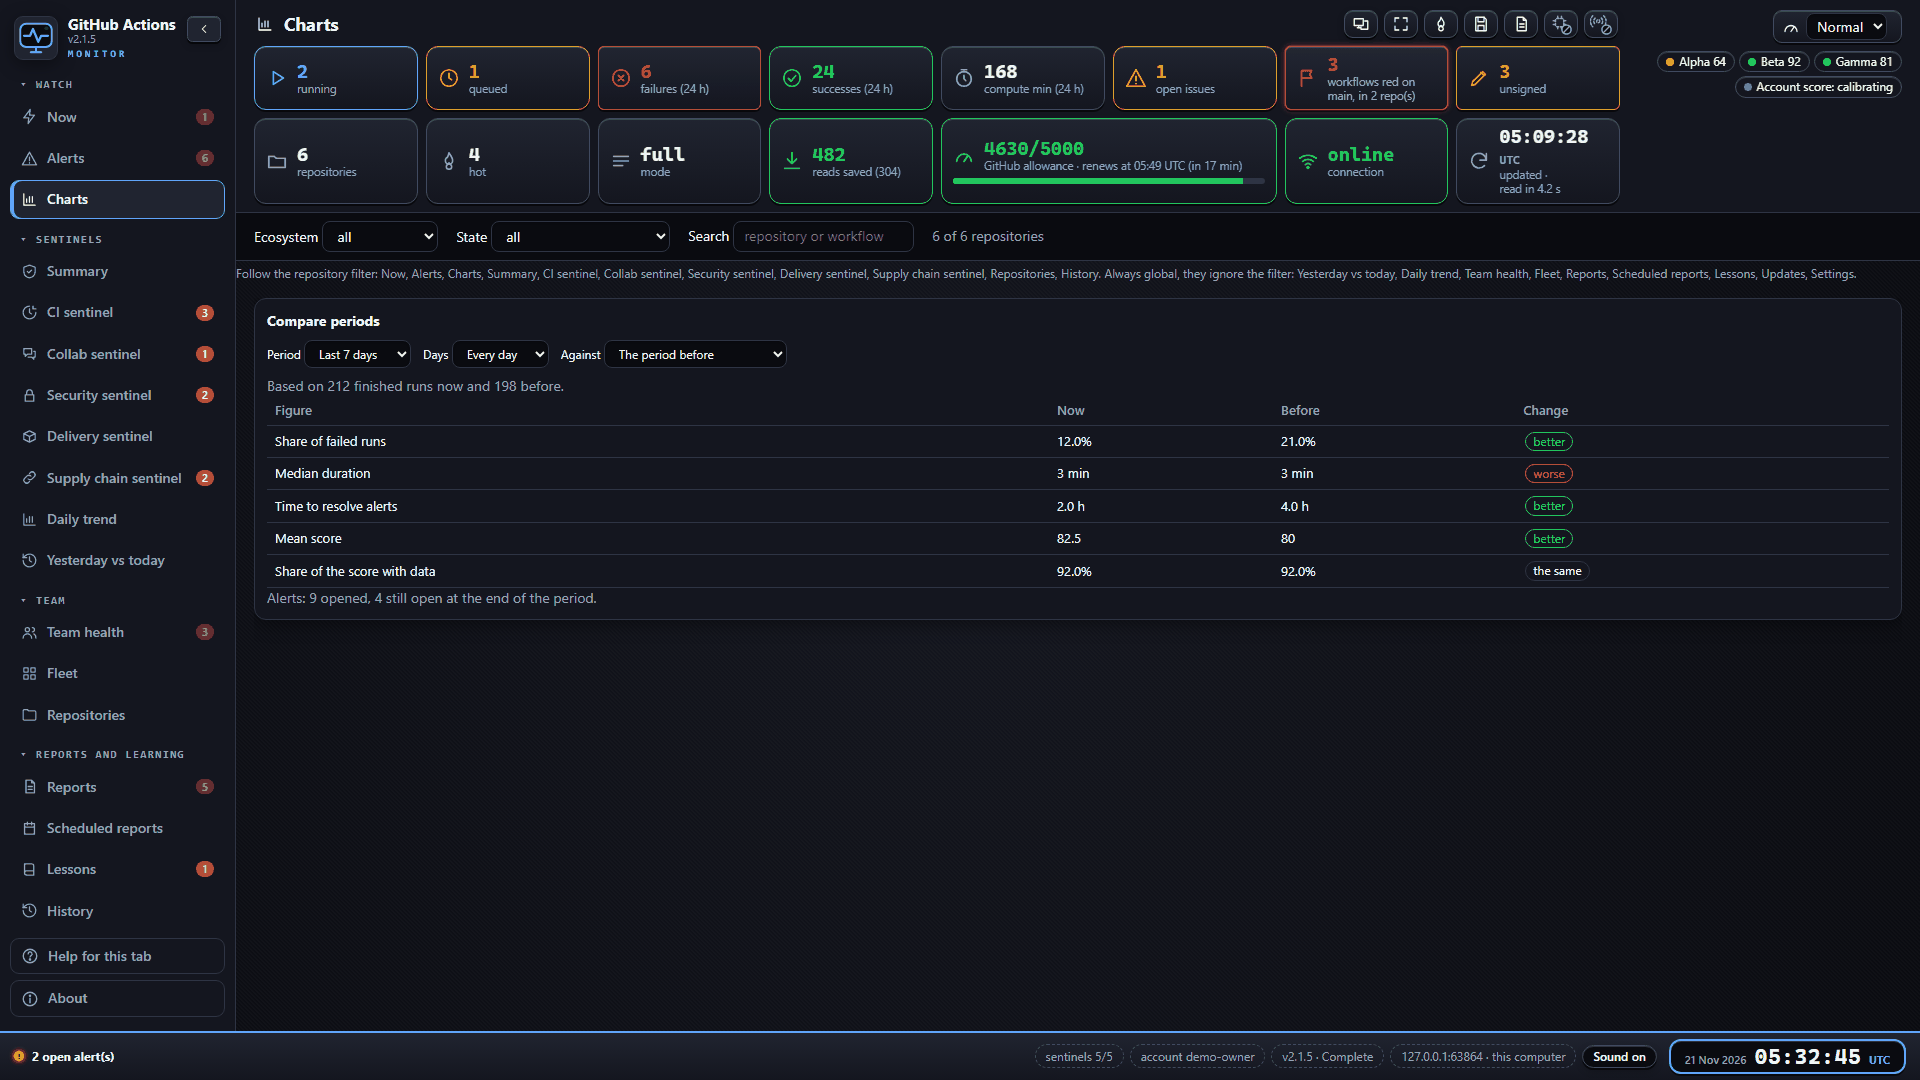 GitHub Actions
v2.1.5
MONITOR
WATCH
Now 1
Alerts 6
Charts
SENTINELS
Summary
CI sentinel 3
Collab sentinel 1
Security sentinel 2
Delivery sentinel
Supply chain sentinel 2
Daily trend
Yesterday vs today
TEAM
Team health 3
Fleet
Repositories
REPORTS AND LEARNING
Reports 5
Scheduled reports
Lessons 1
History
Help for this tab
About
Charts
Normal
2
running
1
queued
6
failures (24 h)
24
successes (24 h)
168
compute min (24 h)
1
open issues
3
workflows red on
main, in 2 repo(s)
3
unsigned
Alpha 64
Beta 92
Gamma 81
Account score: calibrating
6
repositories
4
hot
full
mode
482
reads saved (304)
4630/5000
GitHub allowance · renews at 05:49 UTC (in 17 min)
online
connection
05:09:28
UTC
updated ·
read in 4.2 s
Ecosystem all State all Search repository or workflow 6 of 6 repositories
Follow the repository filter: Now, Alerts, Charts, Summary, CI sentinel, Collab sentinel, Security sentinel, Delivery sentinel, Supply chain sentinel, Repositories, History. Always global, they ignore the filter: Yesterday vs today, Daily trend, Team health, Fleet, Reports, Scheduled reports, Lessons, Updates, Settings.
Compare periods
Period Last 7 days Days Every day Against The period before
Based on 212 finished runs now and 198 before.
Figure Now Before Change
Share of failed runs 12.0% 21.0% better
Median duration 3 min 3 min worse
Time to resolve alerts 2.0 h 4.0 h better
Mean score 82.5 80 better
Share of the score with data 92.0% 92.0% the same
Alerts: 9 opened, 4 still open at the end of the period.
2 open alert(s)
sentinels 5/5
account demo-owner
v2.1.5 · Complete
127.0.0.1:63864 · this computer
Sound on
21 Nov 2026 05:32:45 UTC